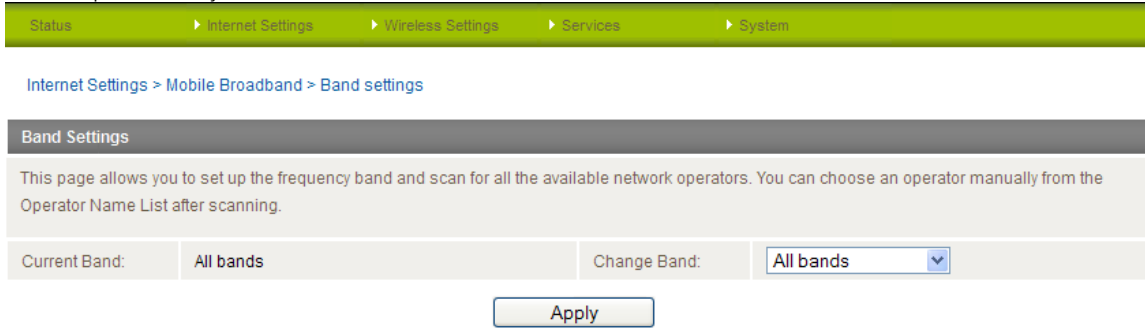 Status Internet Settings Wireless Settings Services System
Internet Settings > Mobile Broadband > Band settings
Band Settings
This page allows you to set up the frequency band and scan for all the available network operators. You can choose an operator manually from the
Operator Name List after scanning.
Current Band: All bands Change Band: All bands
Apply